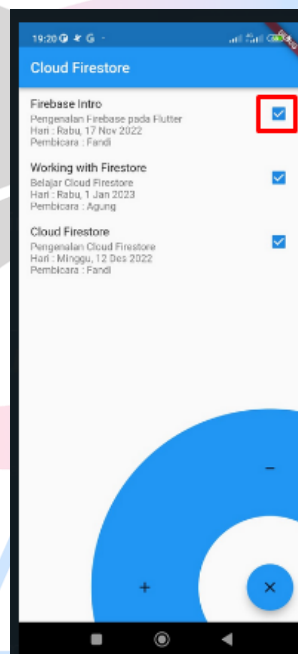 19:20
Cloud Firestore
Firebase Intro
Pengenalan Firebase pada Flutter
Hari : Rabu, 17 Nov 2022
Pembicara : Fandi
Working with Firestore
Belajar Cloud Firestore
Hari : Rabu, 1 Jan 2023
Pembicara : Agung
Cloud Firestore
Pengenalan Cloud Firestore
Hari : Minggu, 12 Des 2022
Pembicara : Fandi